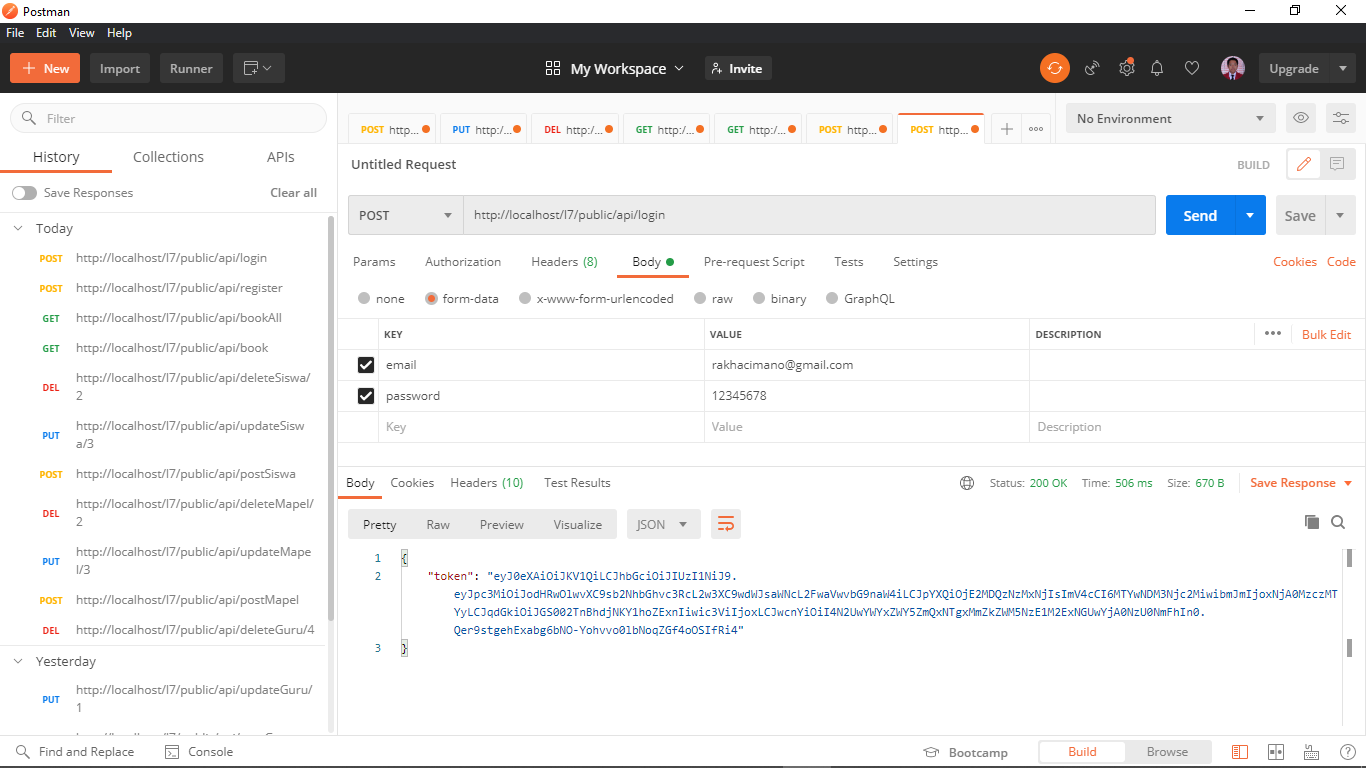 Postman
File Edit View Help
New Import Runner My Workspace Invite Upgrade
Filter
History Collections APIs
Save Responses Clear all
Today
POST http://localhost/l7/public/api/login
POST http://localhost/l7/public/api/register
GET http://localhost/l7/public/api/bookAll
GET http://localhost/l7/public/api/book
DEL http://localhost/l7/public/api/deleteSiswa/
2
PUT http://localhost/l7/public/api/updateSisw
a/3
POST http://localhost/l7/public/api/postSiswa
DEL http://localhost/l7/public/api/deleteMapel/
2
PUT http://localhost/l7/public/api/updateMape
l/3
POST http://localhost/l7/public/api/postMapel
DEL http://localhost/l7/public/api/deleteGuru/4
Yesterday
PUT http://localhost/l7/public/api/updateGuru/
1
POST http... PUT http:/... DEL http:/... GET http:/... GET http:/... POST http... POST http... No Environment
Untitled Request BUILD
POST http://localhost/l7/public/api/login Send Save
Params Authorization Headers (8) Body Pre-request Script Tests Settings Cookies Code
none form-data x-www-form-urlencoded raw binary GraphQL
KEY VALUE DESCRIPTION Bulk Edit
email rakhacimano@gmail.com
password 12345678
Key Value Description
Body Cookies Headers (10) Test Results Status: 200 OK Time: 506 ms Size: 670 B Save Response
Pretty Raw Preview Visualize JSON
1 {
2 "token": "eyJ0eXAiOiJKV1QiLCJhbGciOiJIUzI1NiJ9.
3 }
Find and Replace Console Bootcamp Build Browse